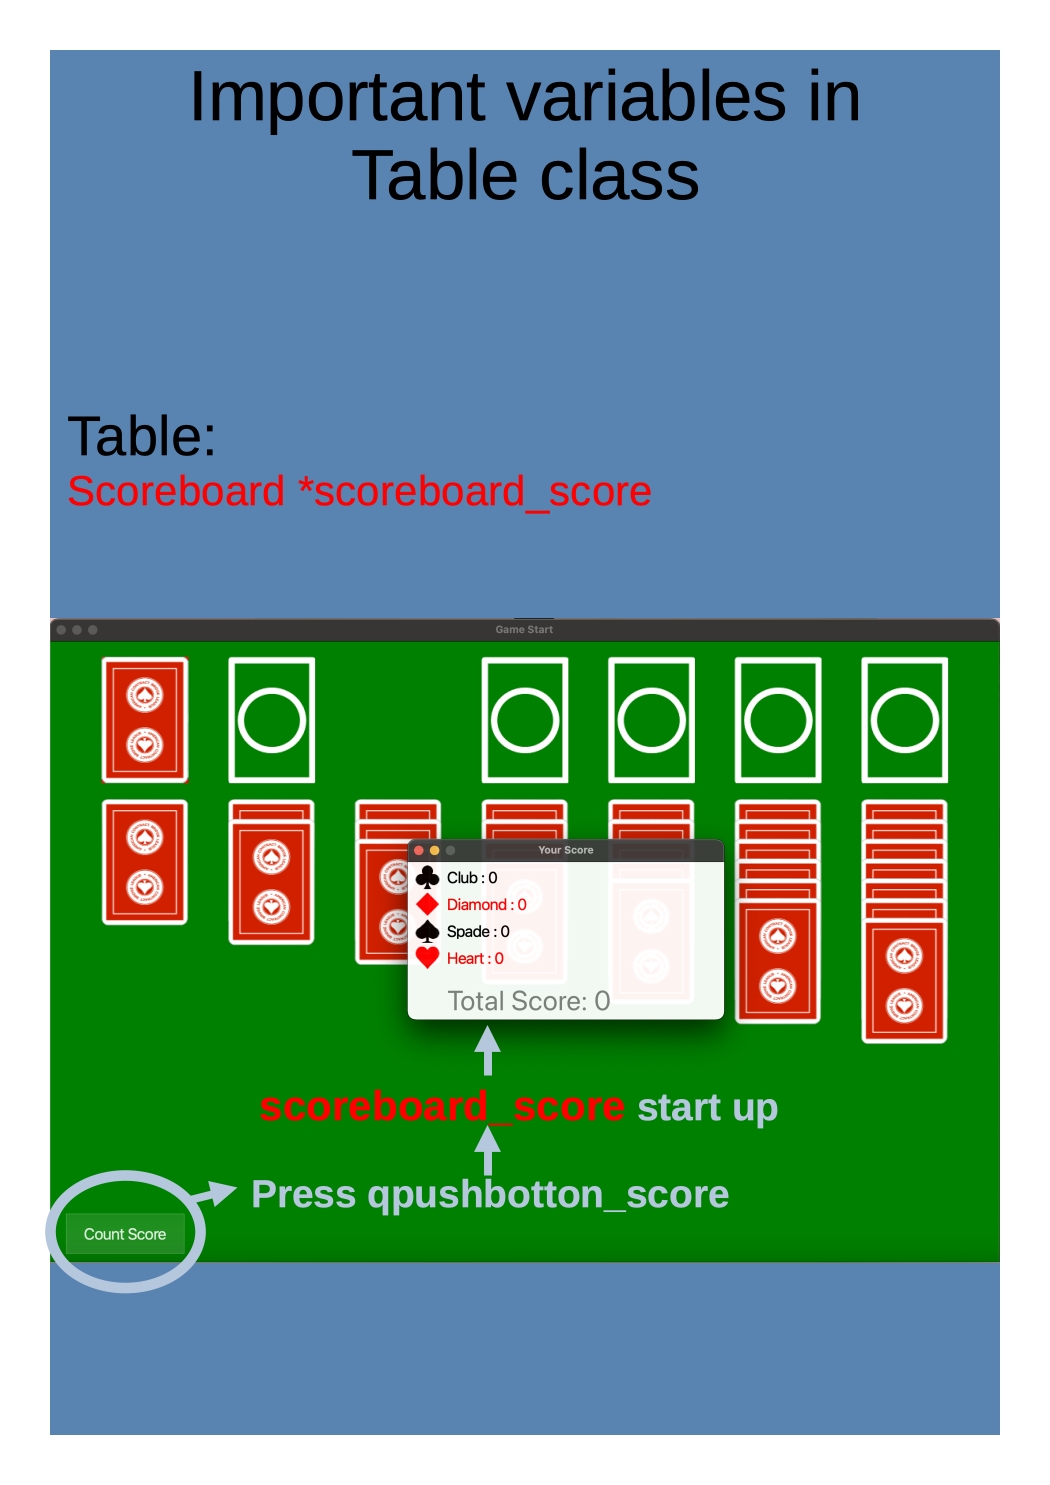 Important variables in
Table class
Table:
Scoreboard *scoreboard_score
Game Start
Your Score
Club : 0
Diamond : 0
Spade : 0
Heart : 0
Total Score: 0
scoreboard_score start up
Press qpushbotton_score
Count Score